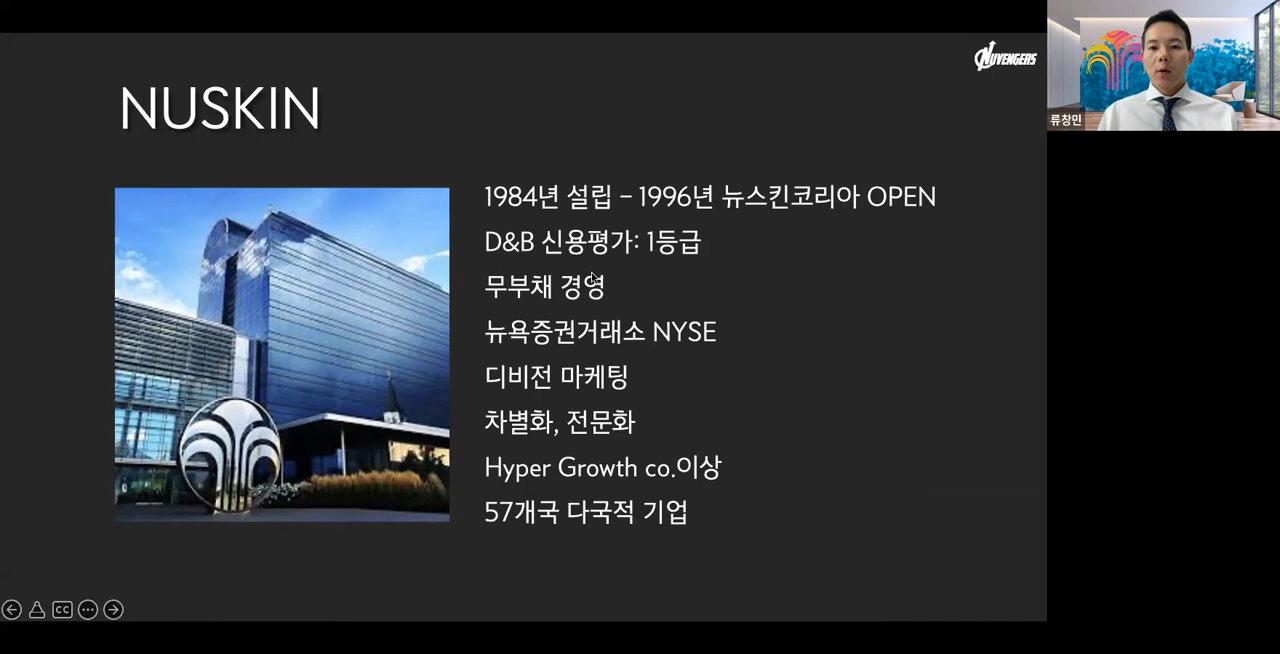 NUVENGERS
NUSKIN
1984년 설립 – 1996년 뉴스킨코리아 OPEN
D&B 신용평가: 1등급
무부채 경영
뉴욕증권거래소 NYSE
디비전 마케팅
차별화, 전문화
Hyper Growth co.이상
57개국 다국적 기업
류창민
CC